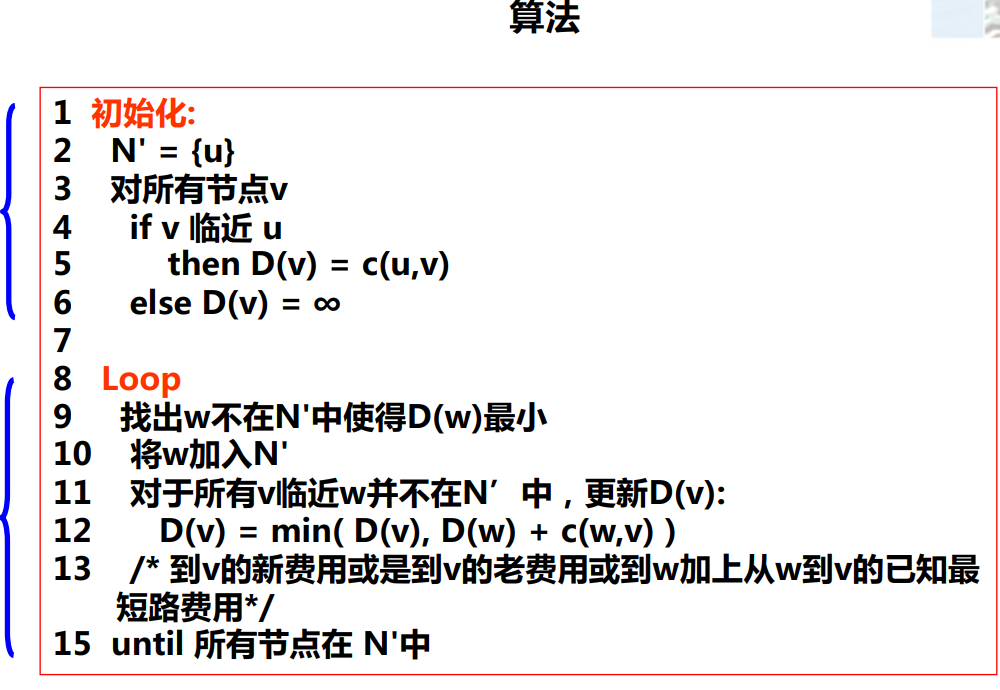 算法
1 初始化:
2 N' = {u}
3 对所有节点v
4 if v 临近 u
5 then D(v) = c(u,v)
6 else D(v) = ∞
7
8 Loop
9 找出w不在N'中使得D(w)最小
10 将w加入N'
11 对于所有v临近w并不在N’中，更新D(v):
12 D(v) = min( D(v), D(w) + c(w,v) )
13 /* 到v的新费用或是到v的老费用或到w加上从w到v的已知最
短路费用*/
15 until 所有节点在 N'中